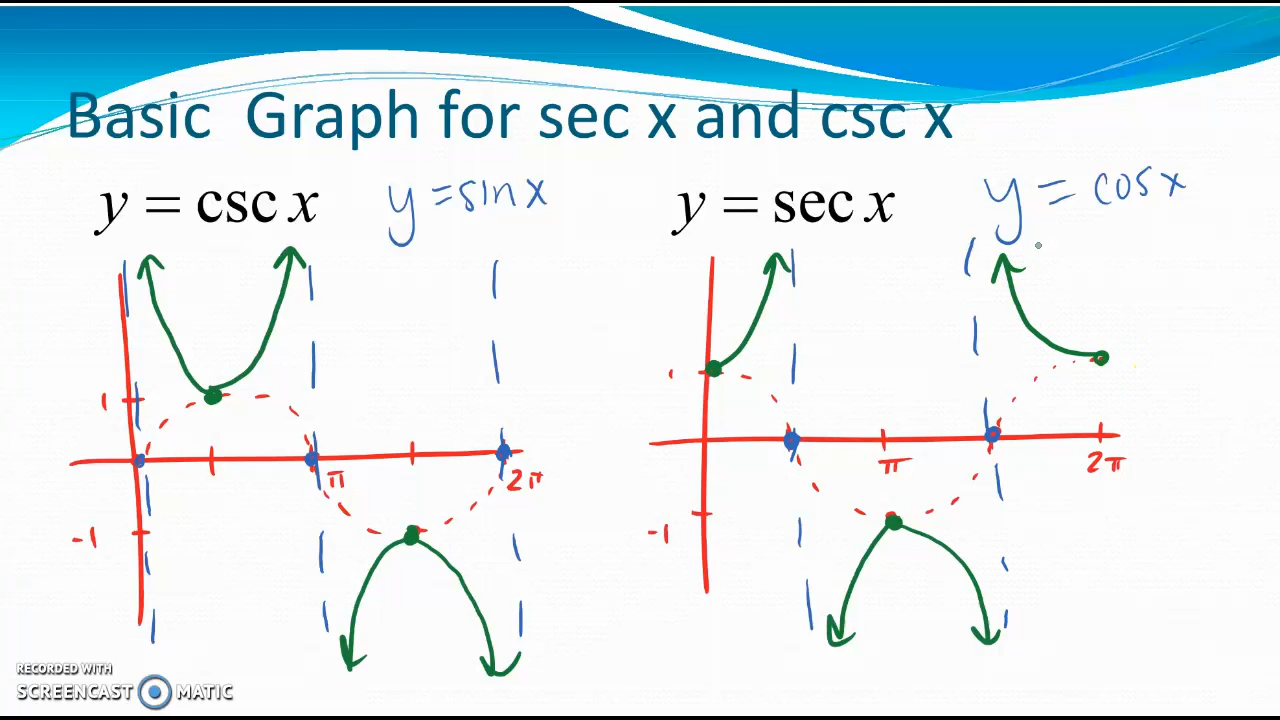 Basic Graph for sec x and csc x
y = csc x
y = sin x
y = sec x
y = cos x
1
-1
π
2π
1
-1
π
2π
RECORDED WITH
SCREENCAST MATIC